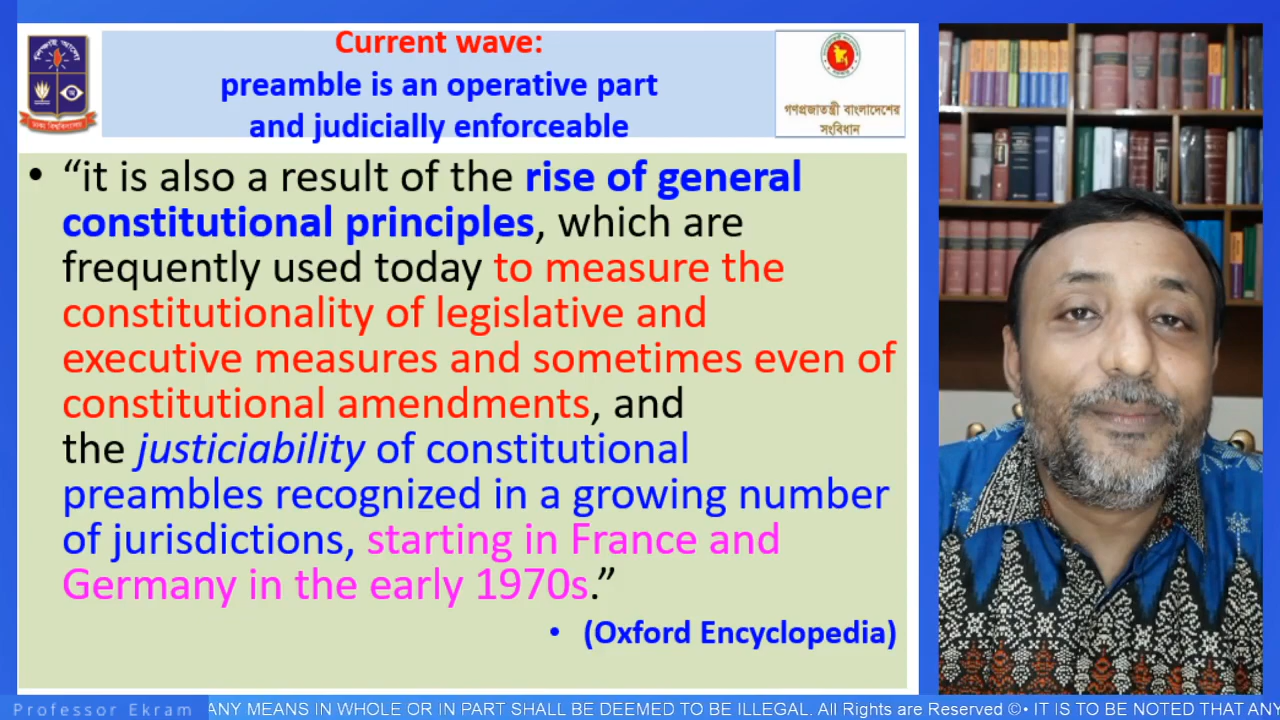 Current wave:
preamble is an operative part
and judicially enforceable
গণপ্রজাতন্ত্রী বাংলাদেশের
সংবিধান
• “it is also a result of the rise of general
constitutional principles, which are
frequently used today to measure the
constitutionality of legislative and
executive measures and sometimes even of
constitutional amendments, and
the justiciability of constitutional
preambles recognized in a growing number
of jurisdictions, starting in France and
Germany in the early 1970s.”
• (Oxford Encyclopedia)
Professor Ekram
ANY MEANS IN WHOLE OR IN PART SHALL BE DEEMED TO BE ILLEGAL. All Rights are Reserved ©• IT IS TO BE NOTED THAT ANY